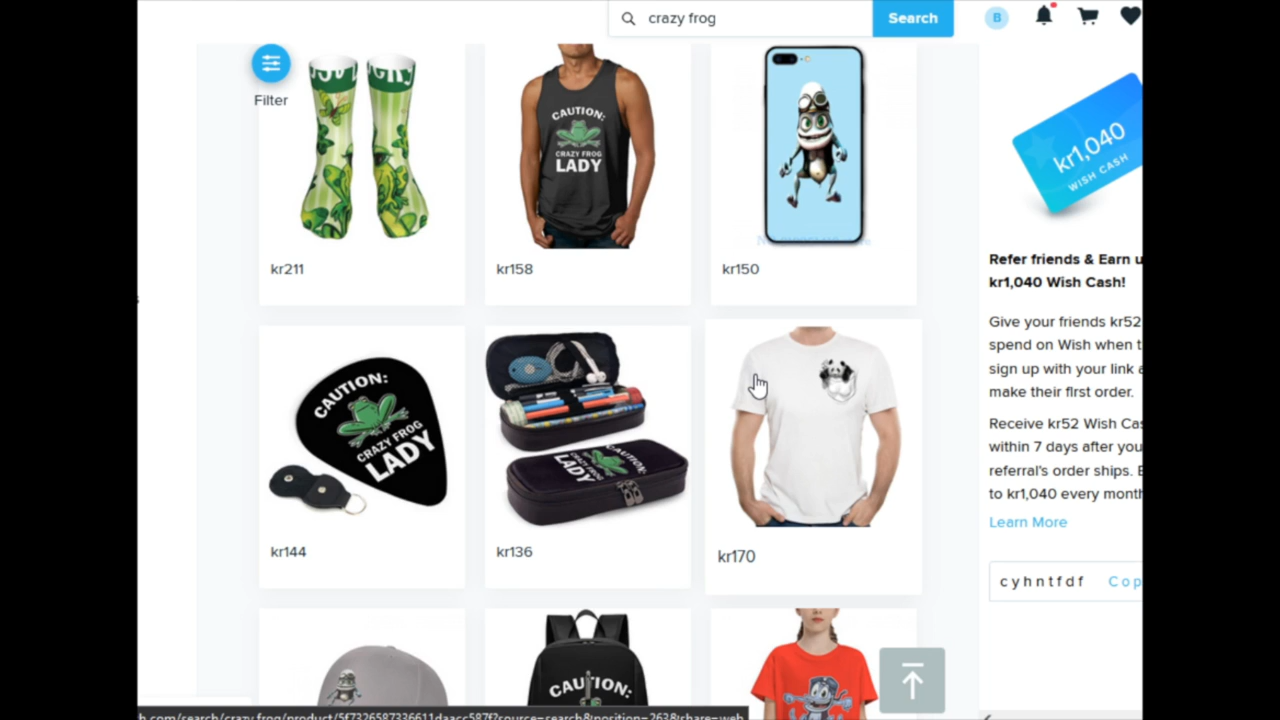 crazy frog
Search
B
Filter
CAUTION:
CRAZY FROG
LADY
kr211
kr158
kr150
kr1,040
WISH CASH
Refer friends & Earn u
kr1,040 Wish Cash!
Give your friends kr52
spend on Wish when t
sign up with your link a
make their first order.
Receive kr52 Wish Cas
within 7 days after you
referral's order ships. E
to kr1,040 every month
Learn More
CAUTION:
CRAZY FROG
LADY
CAUTION:
CRAZY FROG
LADY
kr144
kr136
kr170
cyhntfdf Cop
CAUTION: